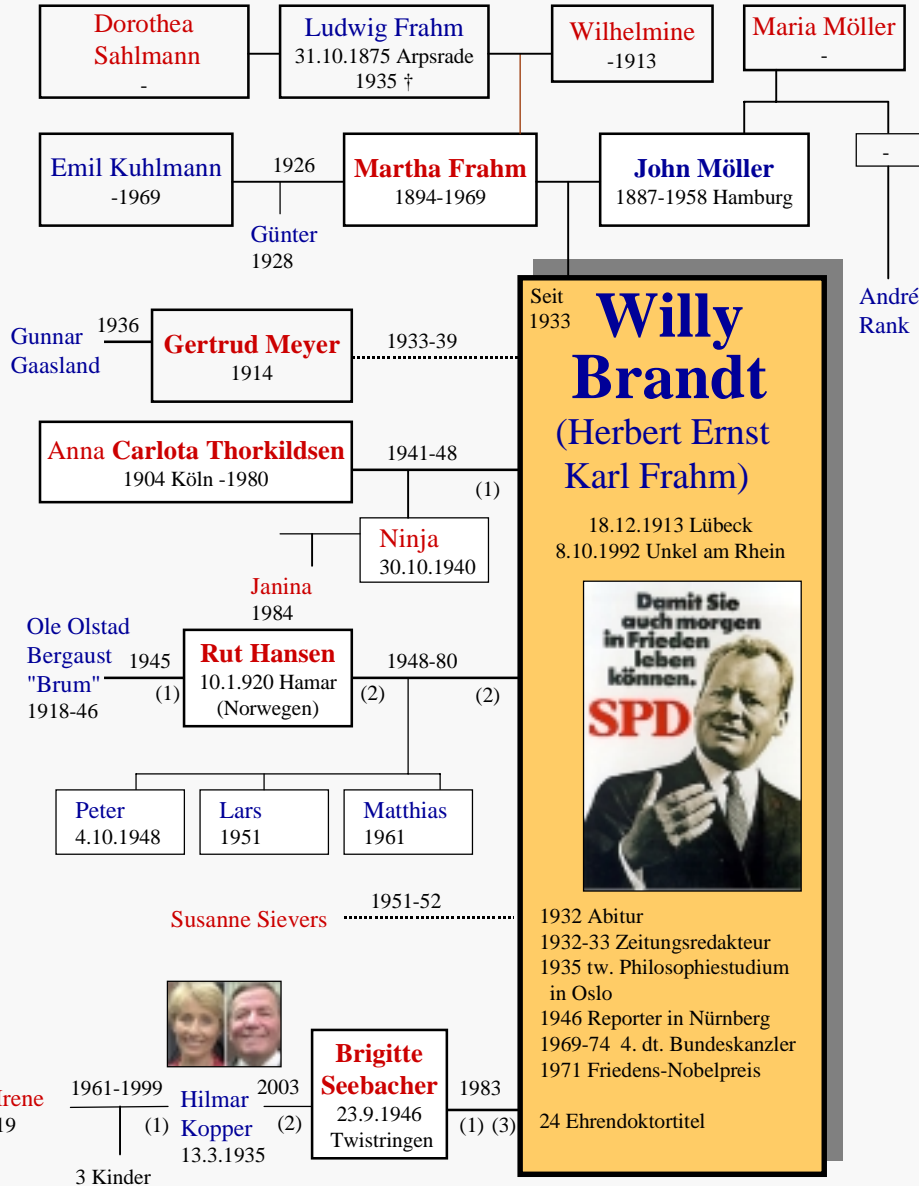 Dorothea
Sahlmann
-
Ludwig Frahm
31.10.1875 Arpsrade
1935 †
Wilhelmine
-1913
Maria Möller
-
Emil Kuhlmann
-1969
1926
Günter
1928
Martha Frahm
1894-1969
John Möller
1887-1958 Hamburg
-
André
Rank
Gunnar
Gaasland
1936
Gertrud Meyer
1914
1933-39
Anna Carlota Thorkildsen
1904 Köln -1980
1941-48
(1)
Ninja
30.10.1940
Janina
1984
Ole Olstad
Bergaust
"Brum"
1918-46
1945
(1)
Rut Hansen
10.1.920 Hamar
(Norwegen)
(2)
1948-80
(2)
Peter
4.10.1948
Lars
1951
Matthias
1961
Susanne Sievers
1951-52
Irene
19
1961-1999
(1)
3 Kinder
Hilmar
Kopper
13.3.1935
2003
(2)
Brigitte
Seebacher
23.9.1946
Twistringen
1983
(1) (3)
Seit
1933
Willy
Brandt
(Herbert Ernst
Karl Frahm)
18.12.1913 Lübeck
8.10.1992 Unkel am Rhein
Damit Sie
auch morgen
in Frieden
leben
können.
SPD
1932 Abitur
1932-33 Zeitungsredakteur
1935 tw. Philosophiestudium
in Oslo
1946 Reporter in Nürnberg
1969-74 4. dt. Bundeskanzler
1971 Friedens-Nobelpreis
24 Ehrendoktortitel